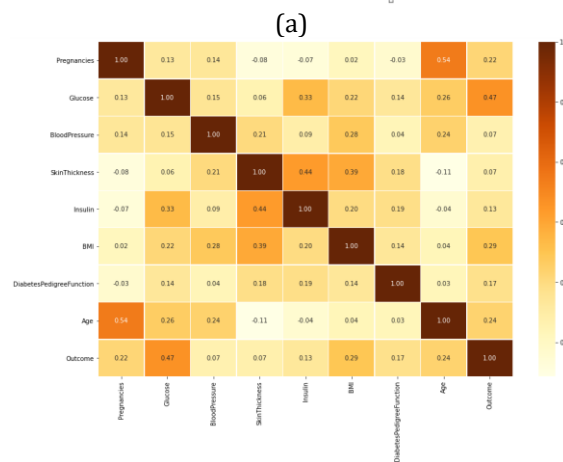 (a)
Pregnancies 1.00 0.13 0.14 -0.08 -0.07 0.02 -0.03 0.54 0.22
Glucose 0.13 1.00 0.15 0.06 0.33 0.22 0.14 0.26 0.47
BloodPressure 0.14 0.15 1.00 0.21 0.09 0.28 0.04 0.24 0.07
SkinThickness -0.08 0.06 0.21 1.00 0.44 0.39 0.18 -0.11 0.07
Insulin -0.07 0.33 0.09 0.44 1.00 0.20 0.19 -0.04 0.13
BMI 0.02 0.22 0.28 0.39 0.20 1.00 0.14 0.04 0.29
DiabetesPedigreeFunction -0.03 0.14 0.04 0.18 0.19 0.14 1.00 0.03 0.17
Age 0.54 0.26 0.24 -0.11 -0.04 0.04 0.03 1.00 0.24
Outcome 0.22 0.47 0.07 0.07 0.13 0.29 0.17 0.24 1.00
Pregnancies
Glucose
BloodPressure
SkinThickness
Insulin
BMI
DiabetesPedigreeFunction
Age
Outcome